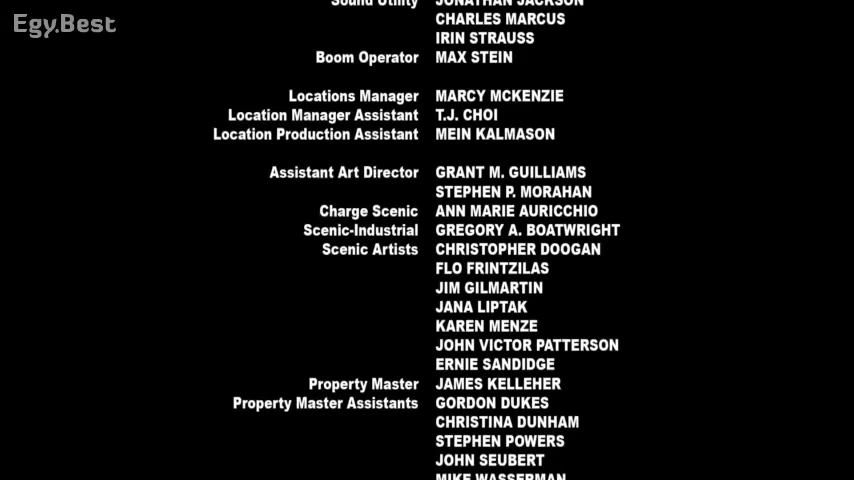 Egy.Best
Sound Utility JONATHAN JACKSON
CHARLES MARCUS
IRIN STRAUSS
Boom Operator MAX STEIN
Locations Manager MARCY MCKENZIE
Location Manager Assistant T.J. CHOI
Location Production Assistant MEIN KALMASON
Assistant Art Director GRANT M. GUILLIAMS
STEPHEN P. MORAHAN
Charge Scenic ANN MARIE AURICCHIO
Scenic-Industrial GREGORY A. BOATWRIGHT
Scenic Artists CHRISTOPHER DOOGAN
FLO FRINTZILAS
JIM GILMARTIN
JANA LIPTAK
KAREN MENZE
JOHN VICTOR PATTERSON
ERNIE SANDIDGE
Property Master JAMES KELLEHER
Property Master Assistants GORDON DUKES
CHRISTINA DUNHAM
STEPHEN POWERS
JOHN SEUBERT
MIKE WASSERMAN